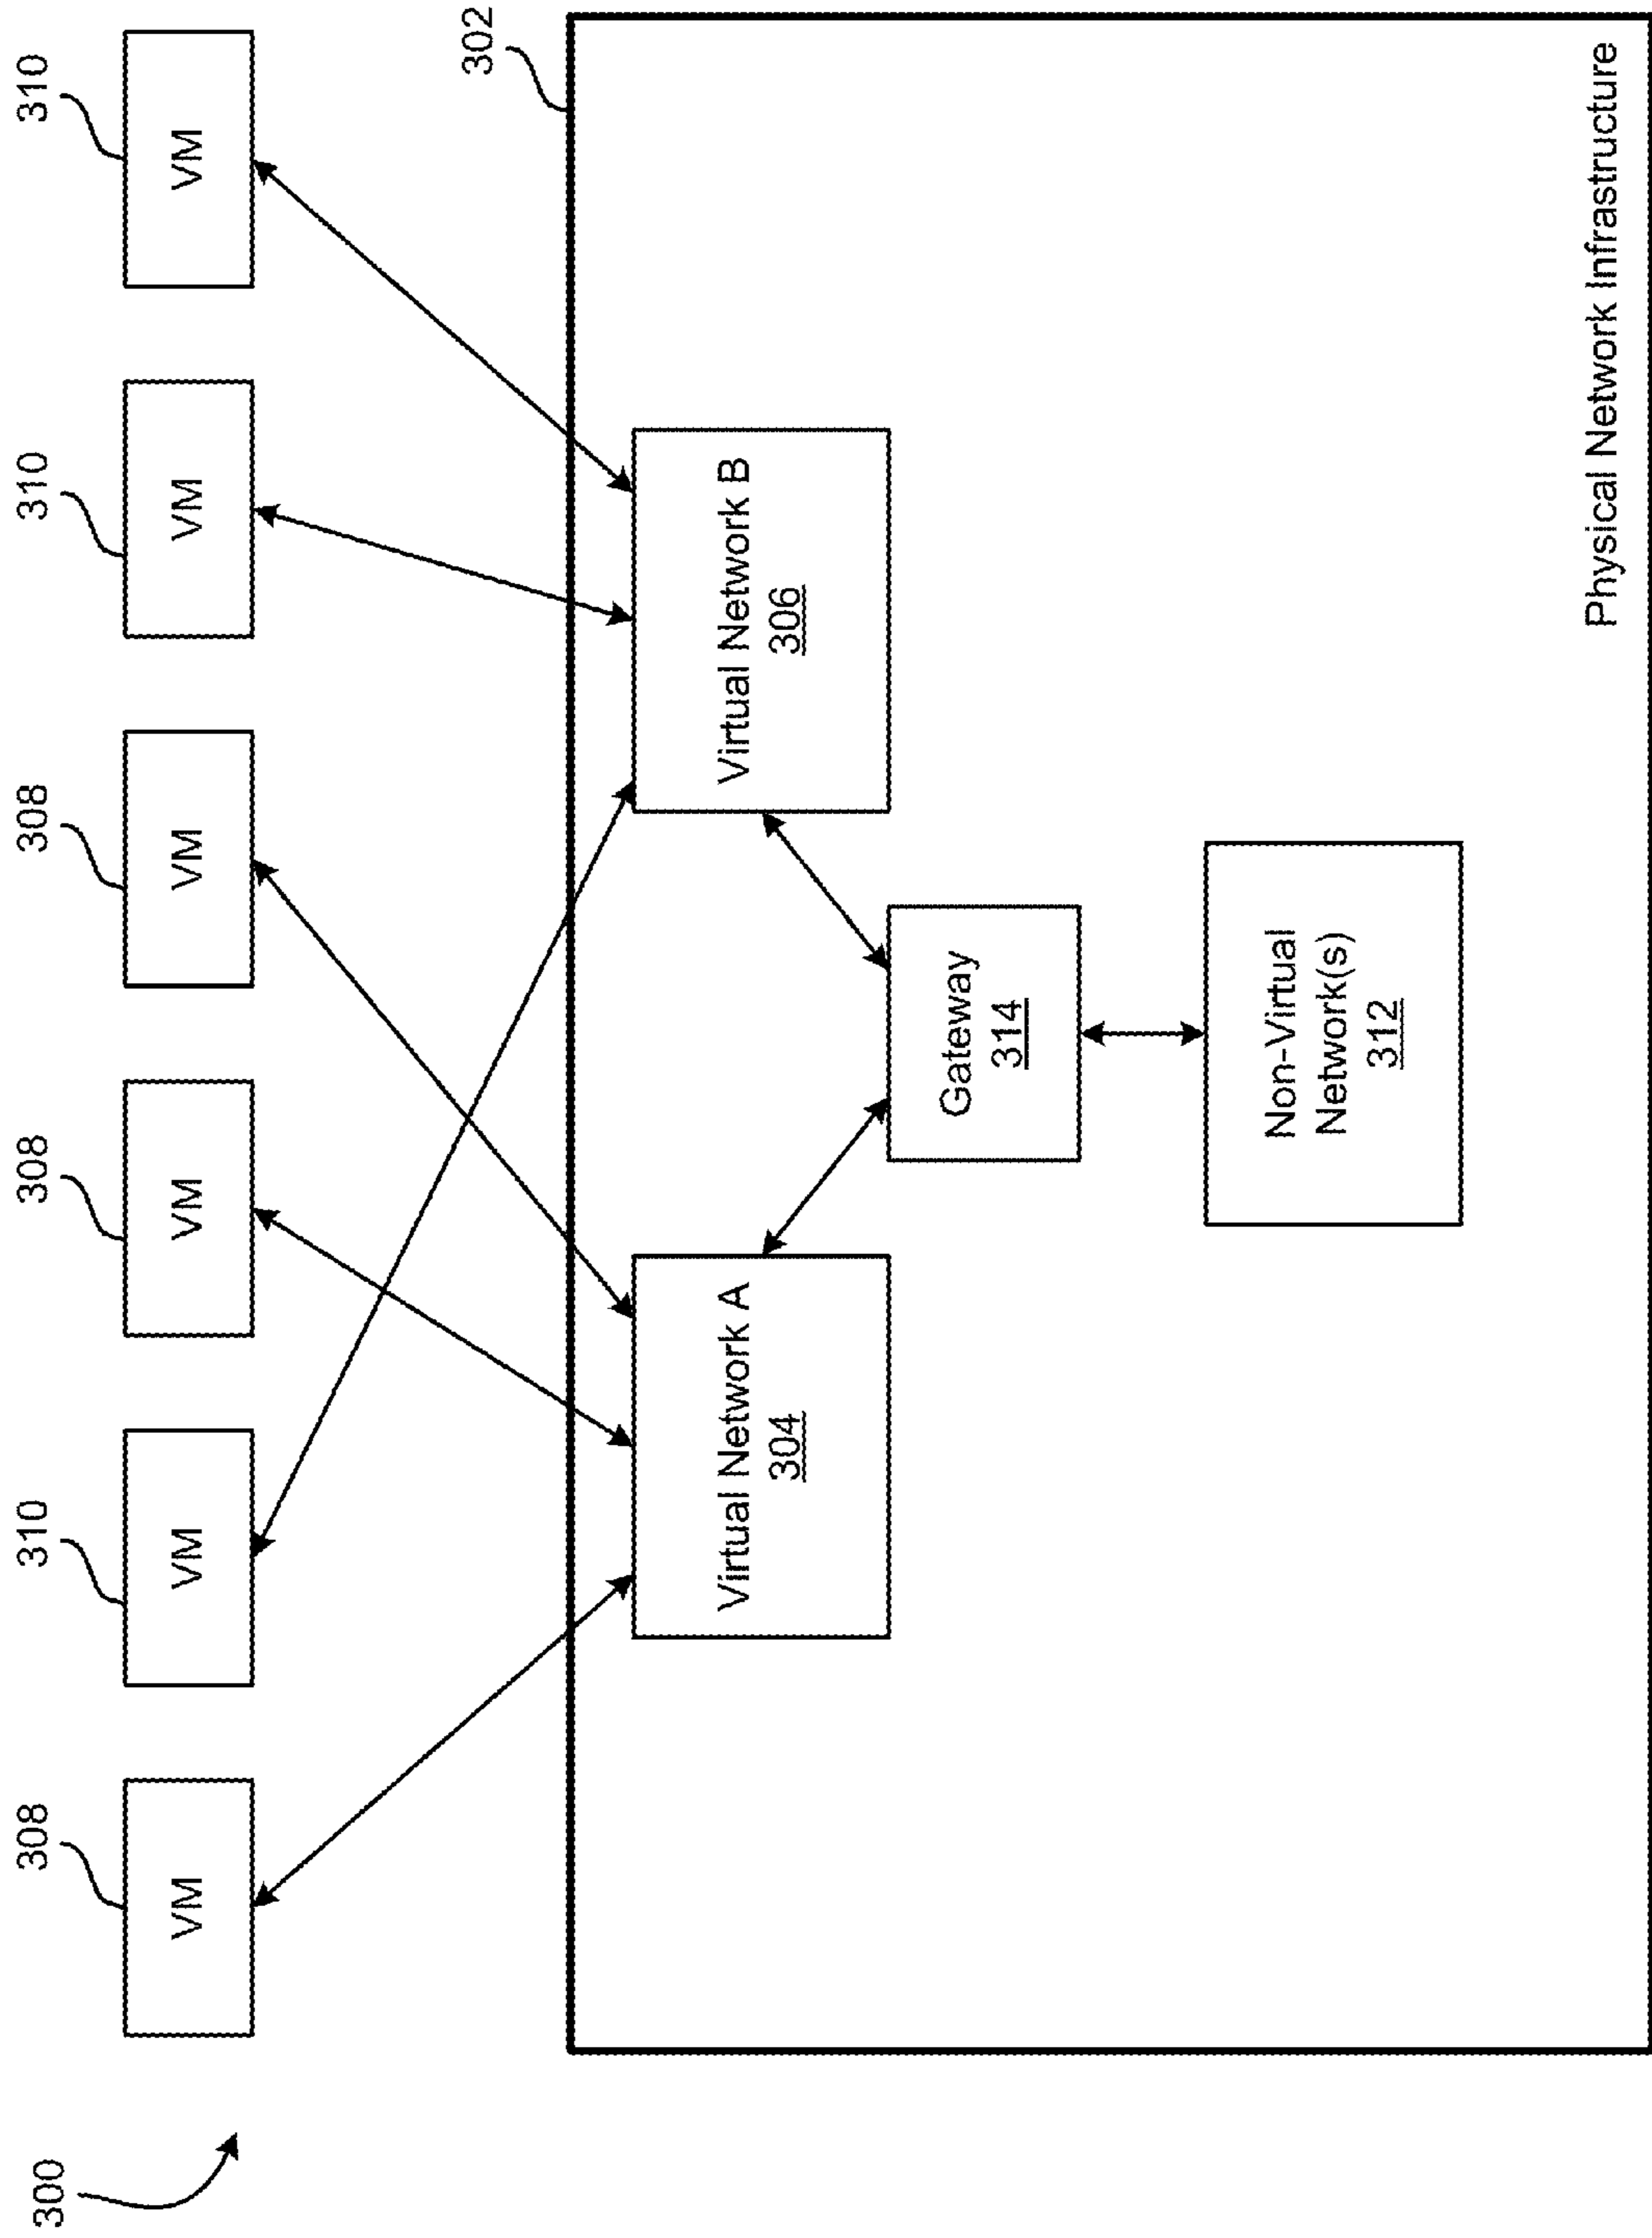 300
308
310
308
308
310
310
VM
VM
VM
VM
VM
VM
302
Virtual Network A
304
Virtual Network B
306
Gateway
314
Non-Virtual
Network(s)
312
Physical Network Infrastructure